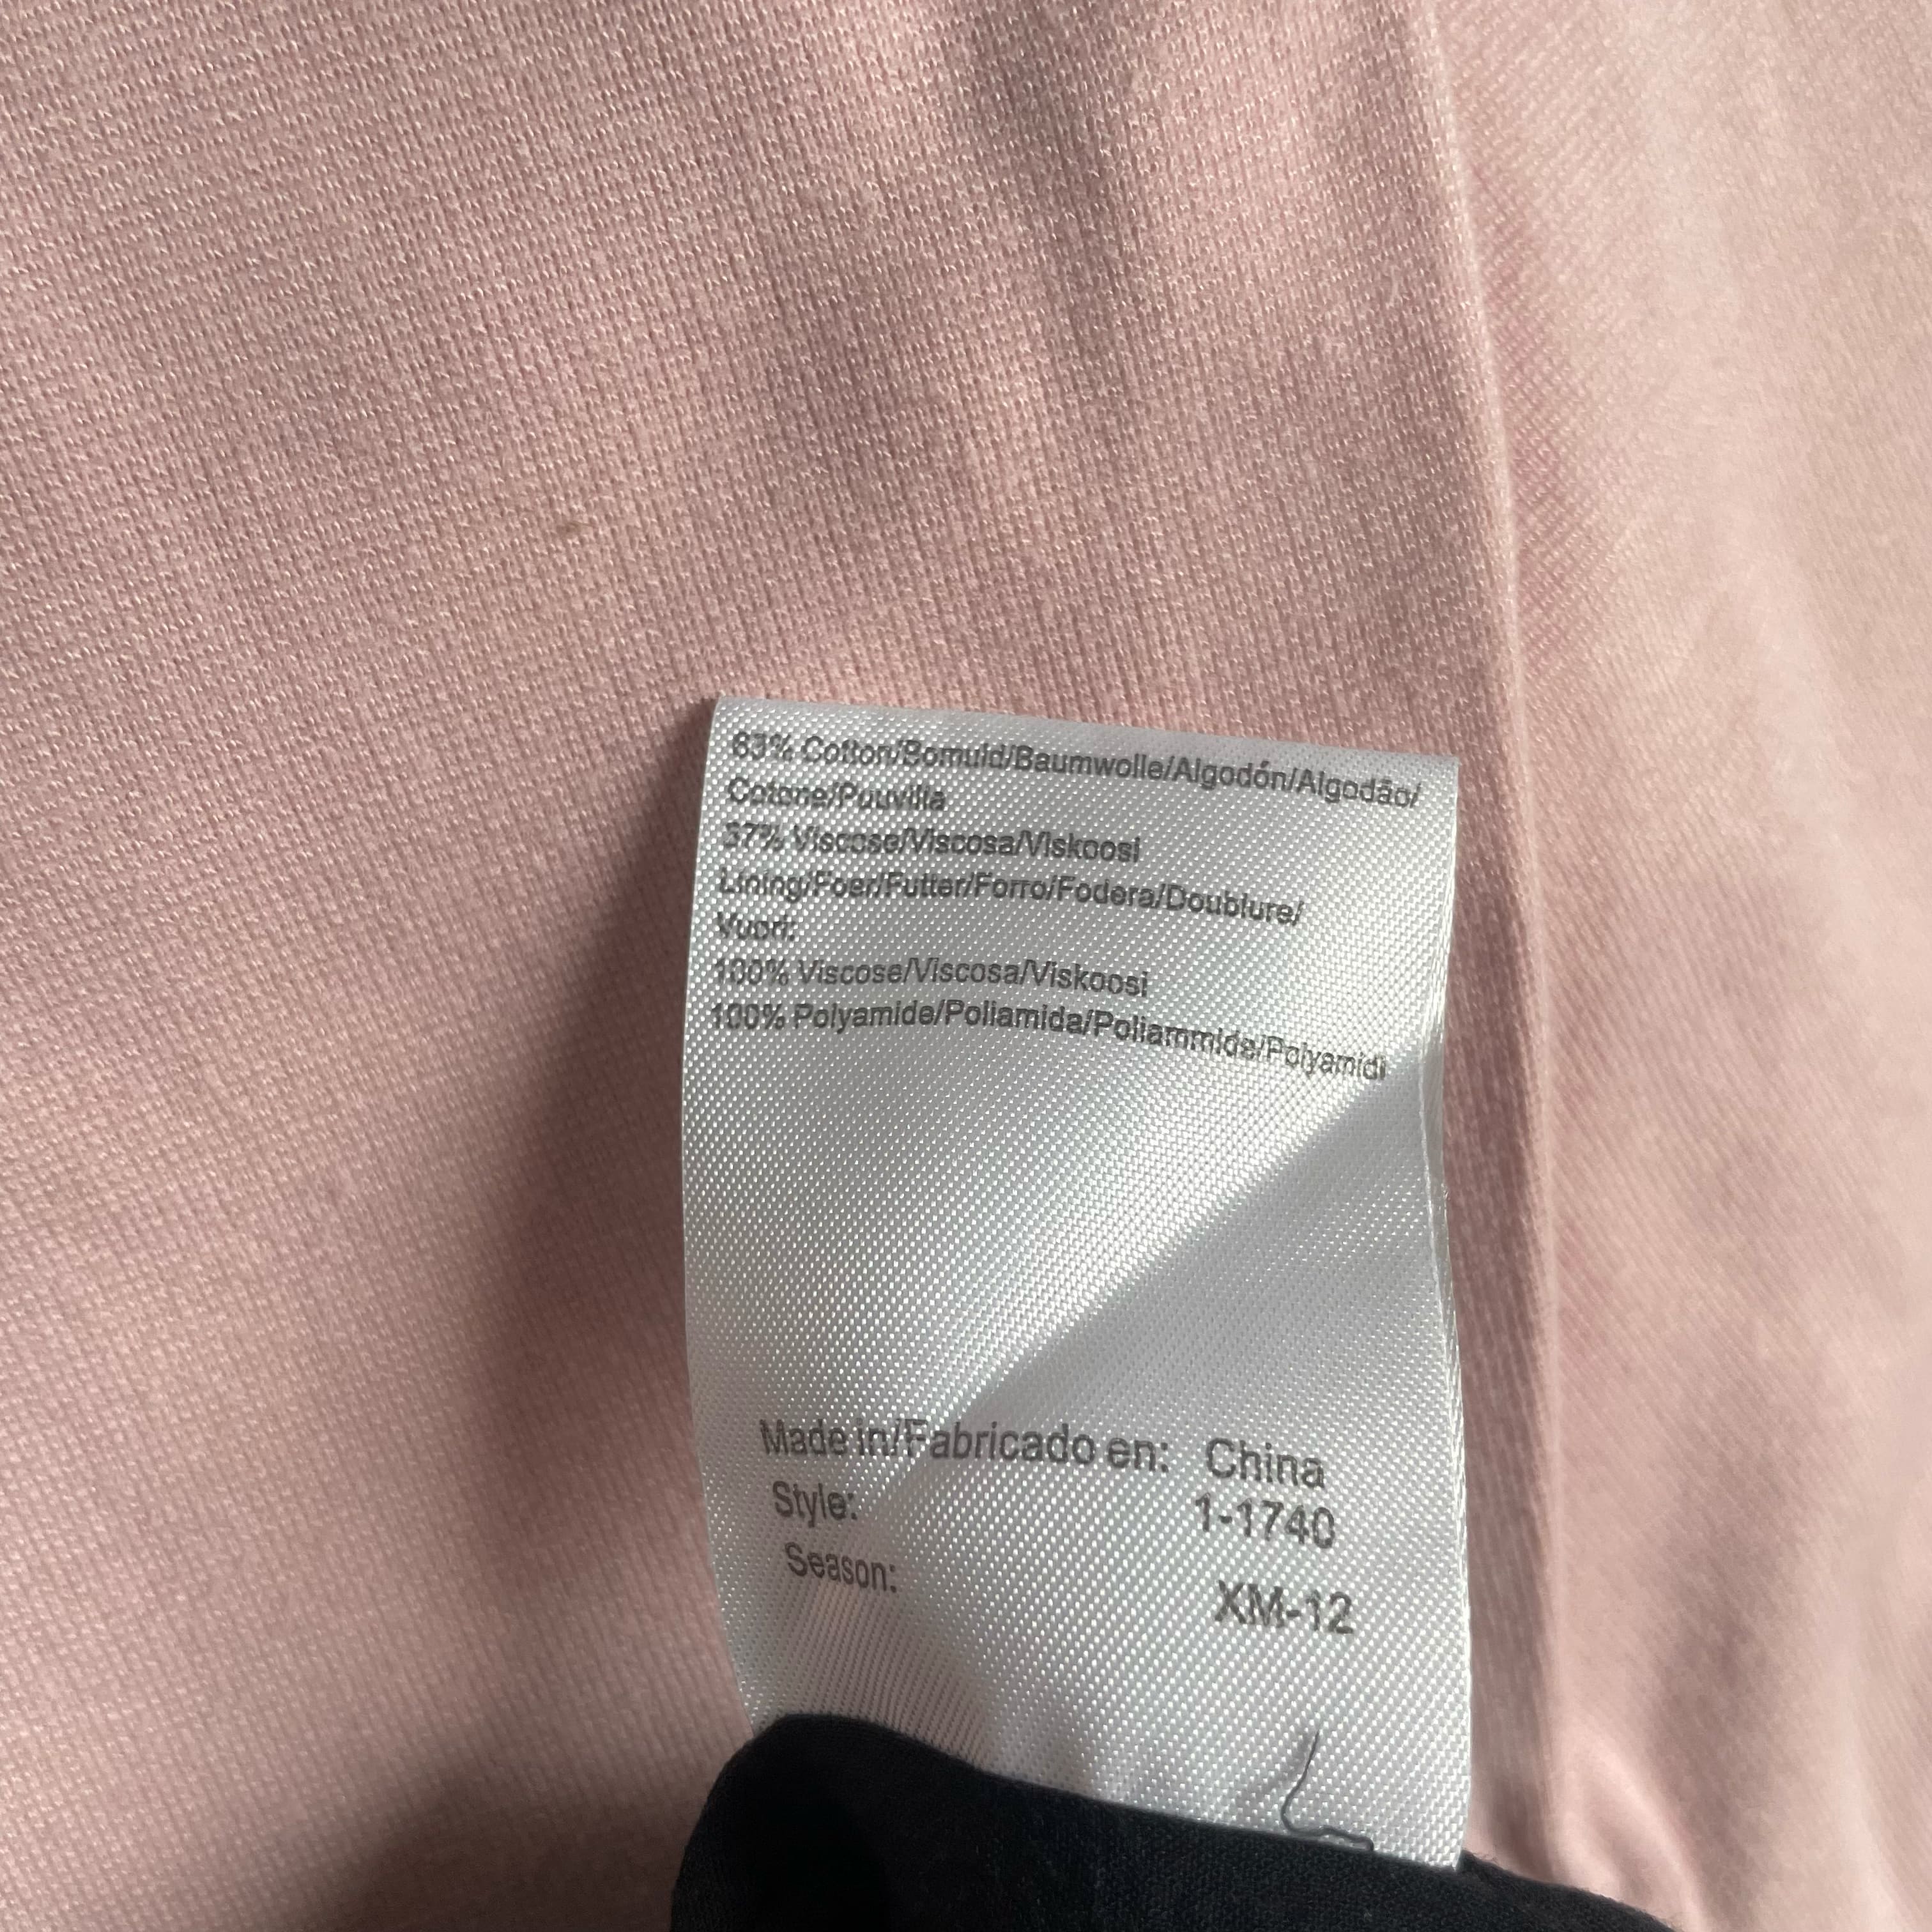 63% Cotton/Bomuld/Baumwolle/Algodón/Algodão/
Cotone/Puuvilla
37% Viscose/Viscosa/Viskoosi
Lining/Foer/Futter/Forro/Fodera/Doublure/
Vuori:
100% Viscose/Viscosa/Viskoosi
100% Polyamide/Poliamida/Poliammide/Polyamidi
Made in/Fabricado en: China
Style: 1-1740
Season: XM-12